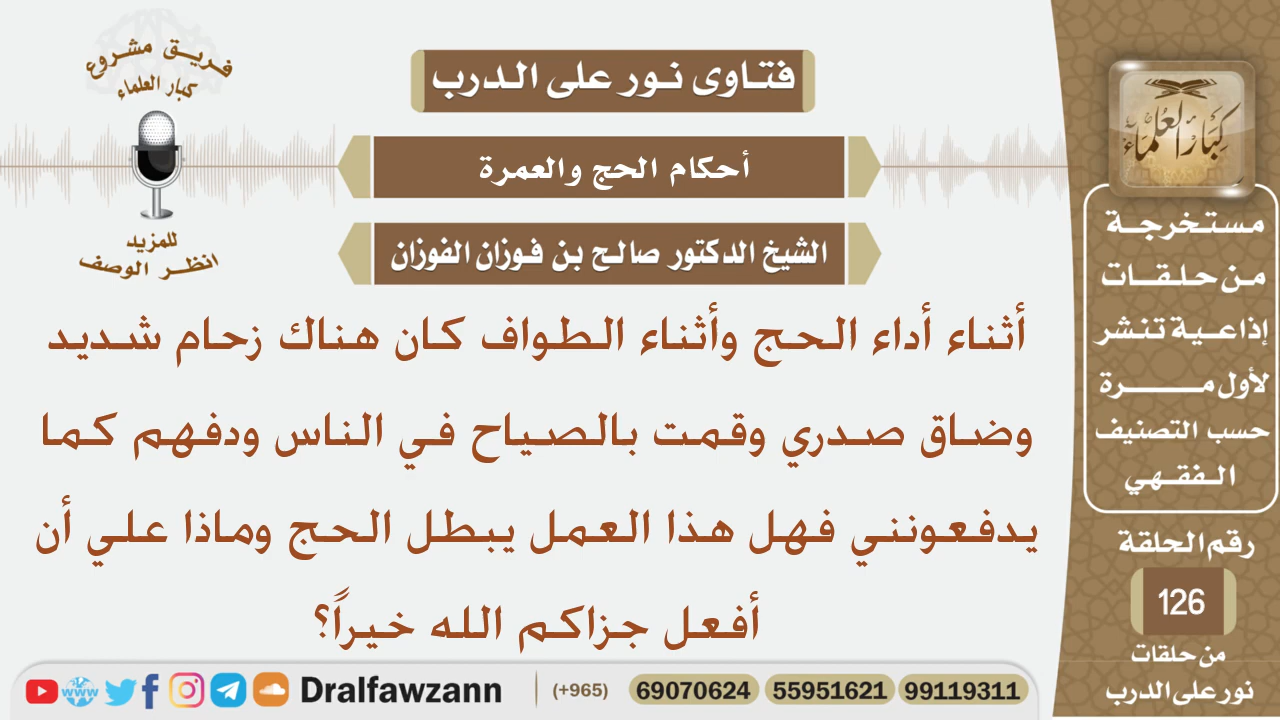 فريق مشروع
كبار العلماء
للمزيد
انظر الوصف
فتاوى نور على الدرب
أحكام الحج والعمرة
الشيخ الدكتور صالح بن فوزان الفوزان
أثناء أداء الحج وأثناء الطواف كان هناك زحام شديد
وضاق صدري وقمت بالصياح في الناس ودفهم كما
يدفعونني فهل هذا العمل يبطل الحج وماذا علي أن
أفعل جزاكم الله خيراً؟
كبار العلماء
مستخرجة
من حلقات
إذاعية تنشر
لأول مرة
حسب التصنيف
الفقهي
رقم الحلقة
126
من حلقات
نور على الدرب
www
Dralfawzann
(+965)
69070624
55951621
99119311